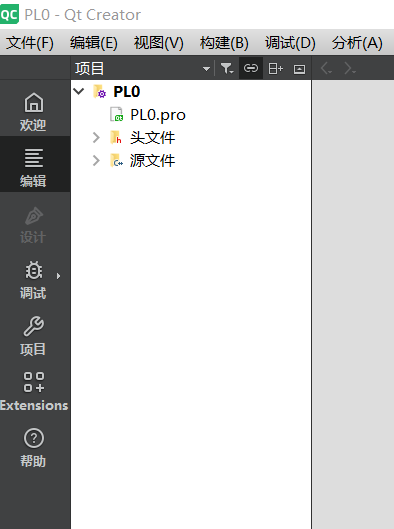 QC PL0 - Qt Creator
文件(F) 编辑(E) 视图(V) 构建(B) 调试(D) 分析(A)
项目
欢迎
编辑
设计
调试
项目
Extensions
帮助
PL0
PL0.pro
头文件
源文件